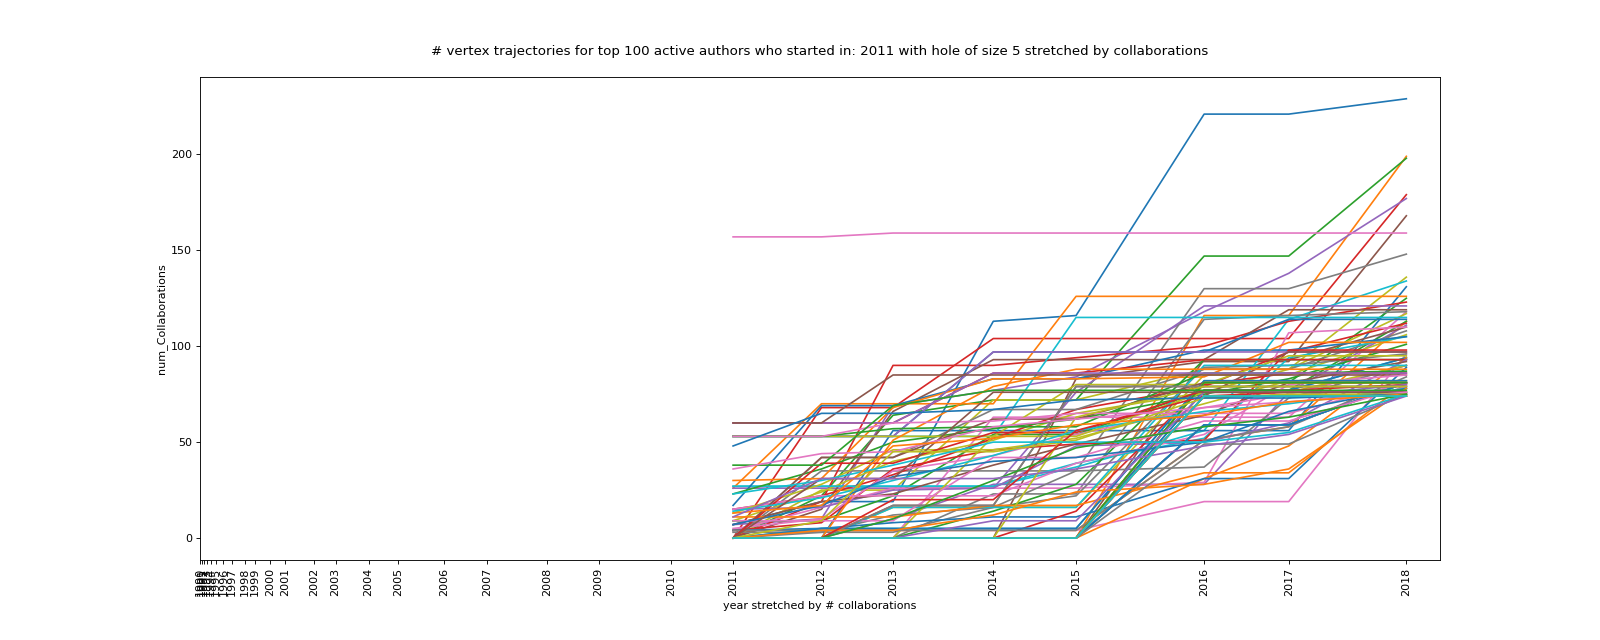 # vertex trajectories for top 100 active authors who started in: 2011 with hole of size 5 stretched by collaborations
num_Collaborations
200
150
100
50
0
1996 1997 1998 1999 2000 2001 2002 2003 2004 2005 2006 2007 2008 2009 2010 2011 2012 2013 2014 2015 2016 2017 2018
year stretched by # collaborations